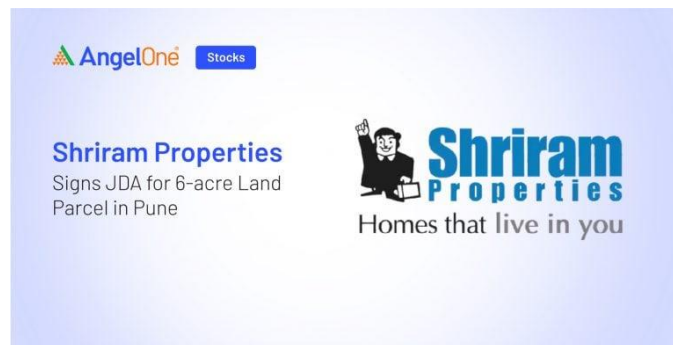 AngelOne
Stocks
Shriram Properties
Signs JDA for 6-acre Land
Parcel in Pune
Shriram
Properties
Homes that live in you